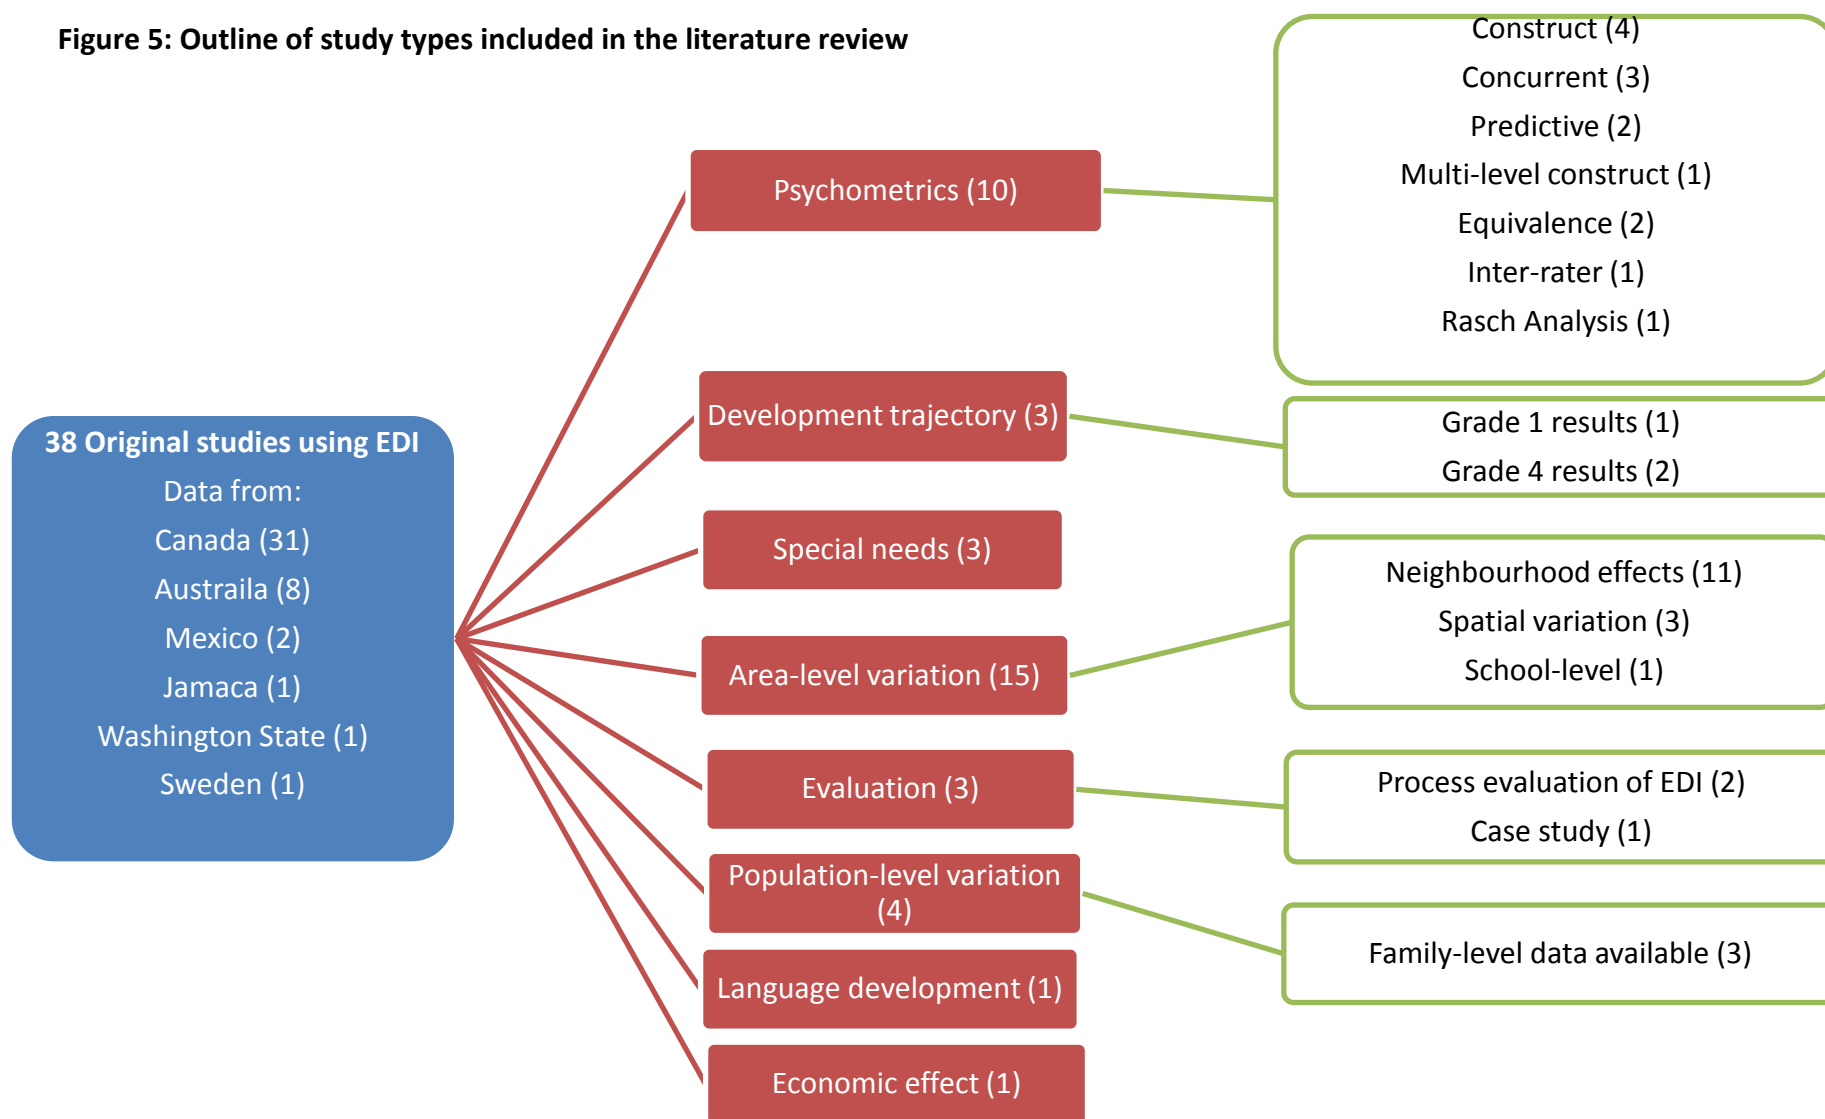 Figure 5: Outline of study types included in the literature review
38 Original studies using EDI
Data from:
Canada (31)
Austraila (8)
Mexico (2)
Jamaca (1)
Washington State (1)
Sweden (1)
Psychometrics (10)
Development trajectory (3)
Special needs (3)
Area-level variation (15)
Evaluation (3)
Population-level variation
(4)
Language development (1)
Economic effect (1)
Construct (4)
Concurrent (3)
Predictive (2)
Multi-level construct (1)
Equivalence (2)
Inter-rater (1)
Rasch Analysis (1)
Grade 1 results (1)
Grade 4 results (2)
Neighbourhood effects (11)
Spatial variation (3)
School-level (1)
Process evaluation of EDI (2)
Case study (1)
Family-level data available (3)